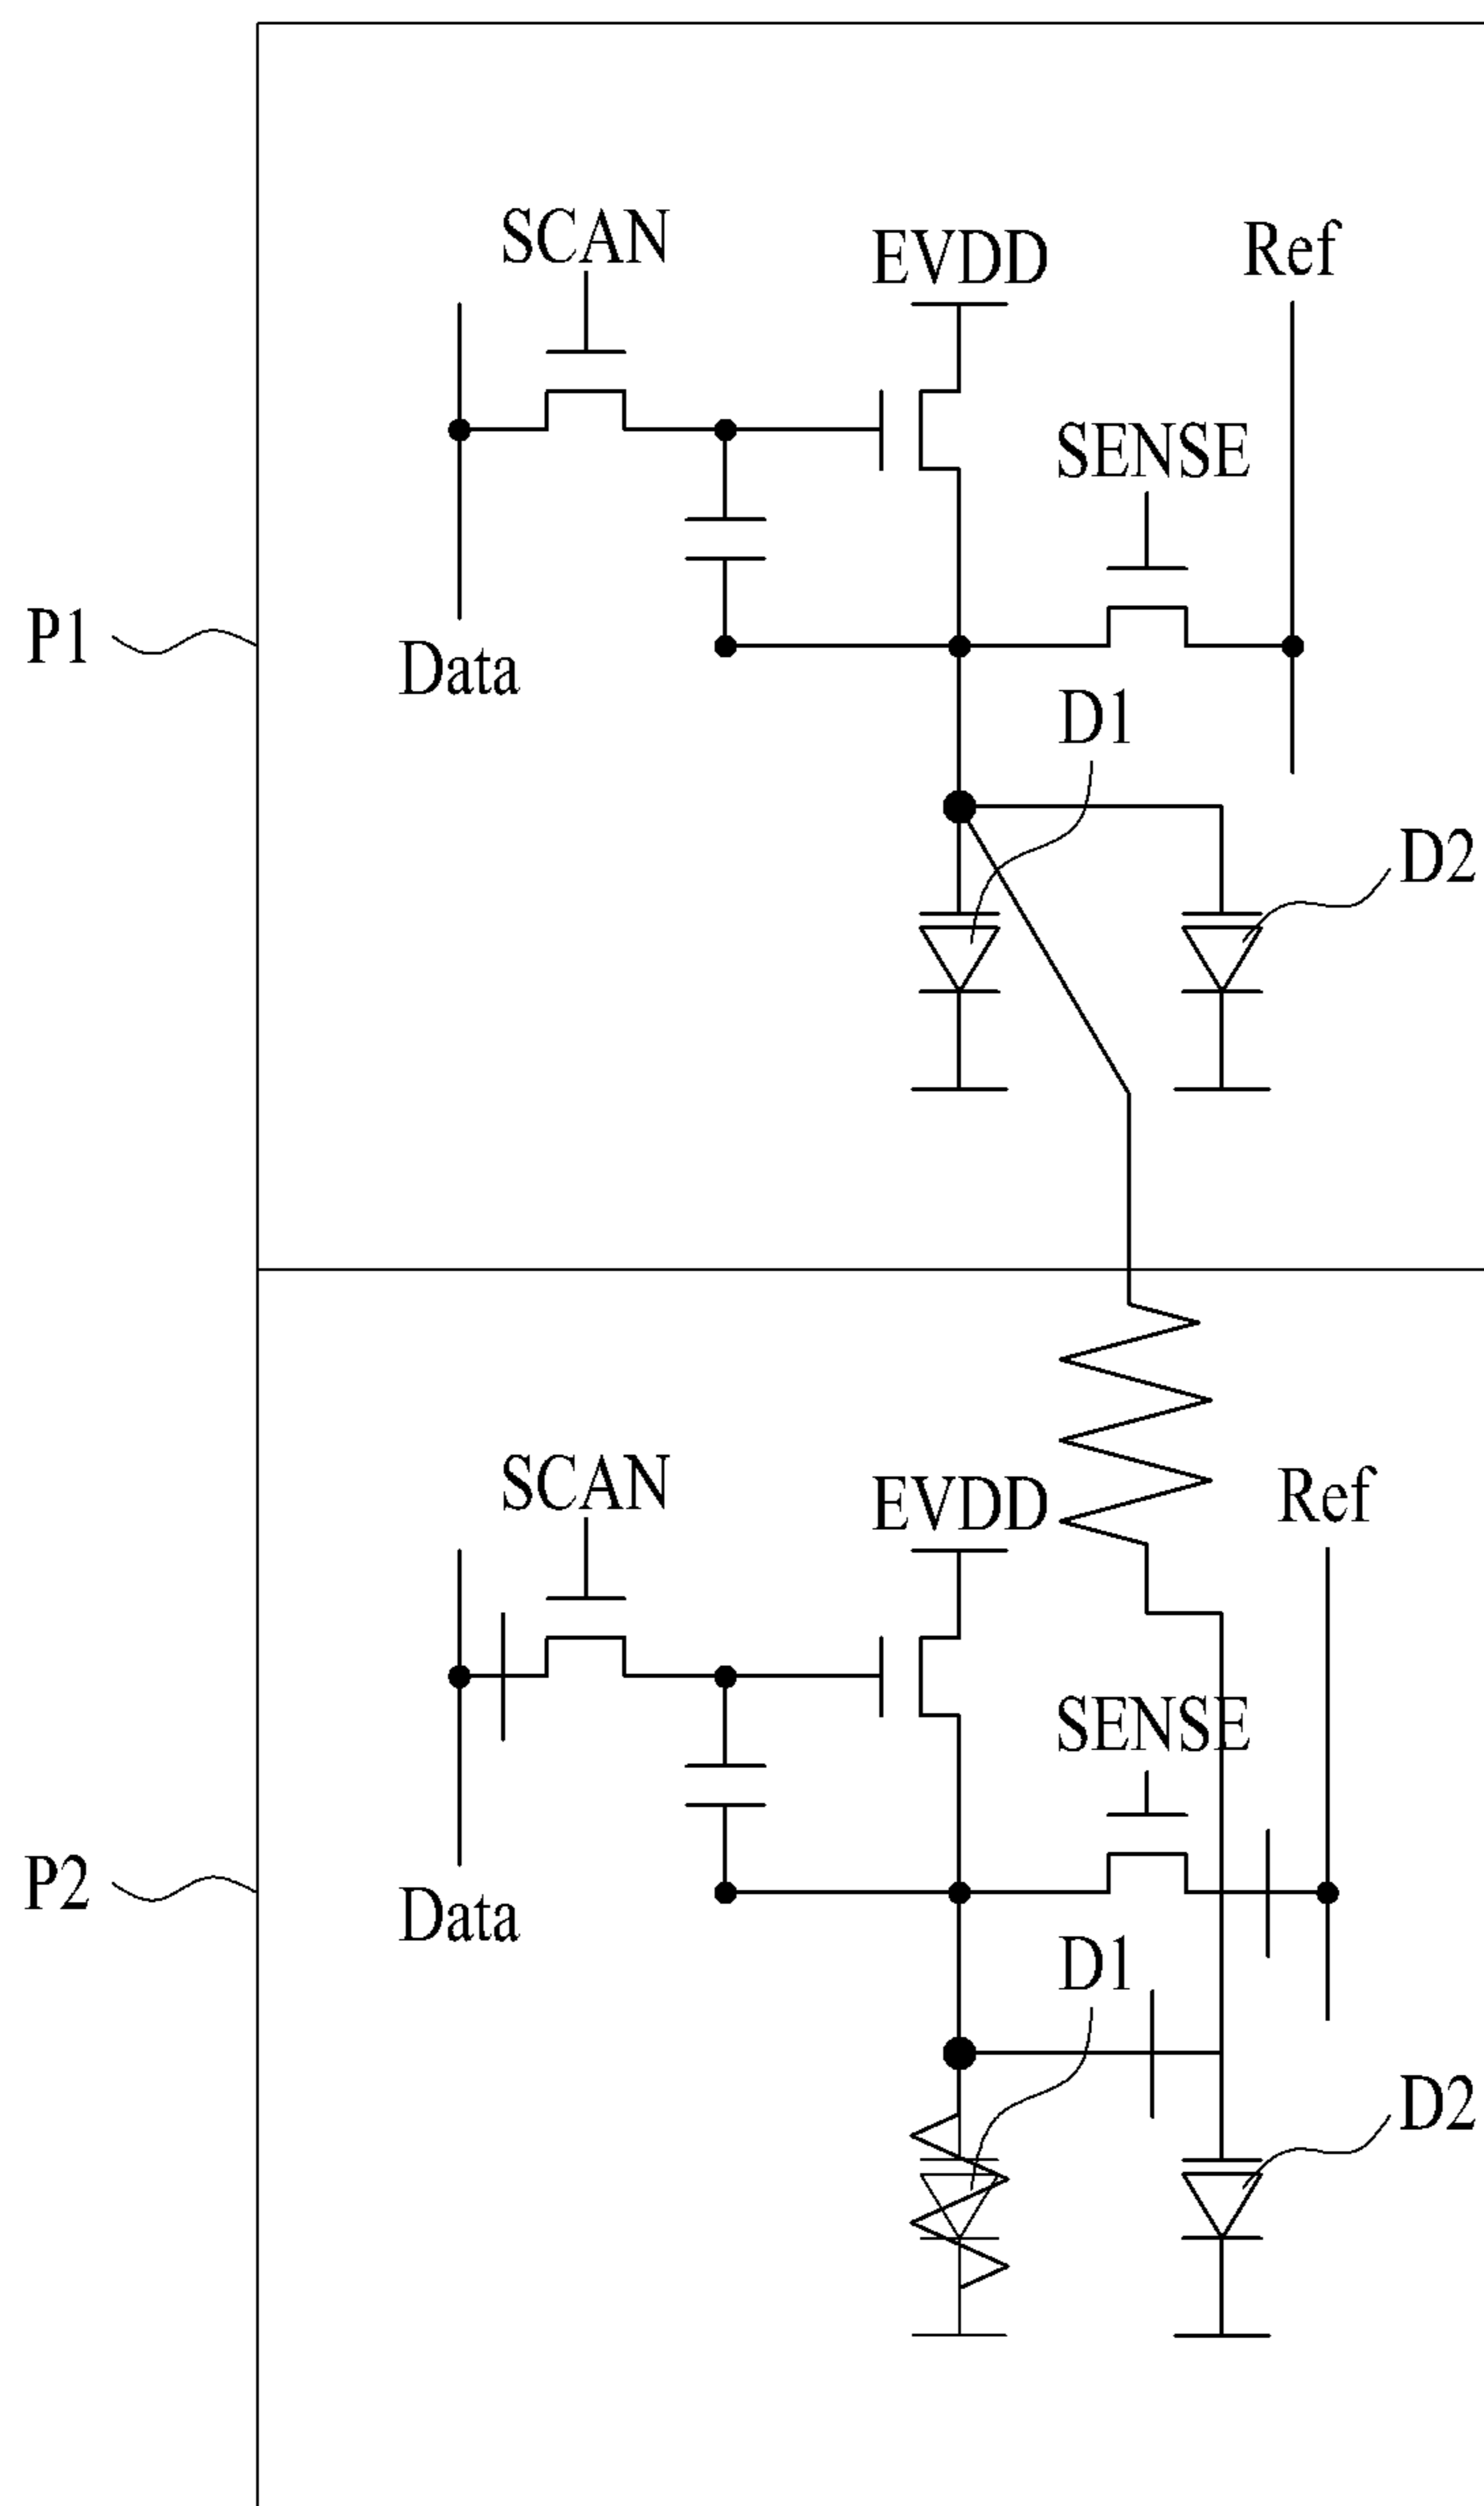 SCAN
EVDD
Ref
SENSE
P1
Data
D1
D2
SCAN
EVDD
Ref
SENSE
P2
Data
D1
D2